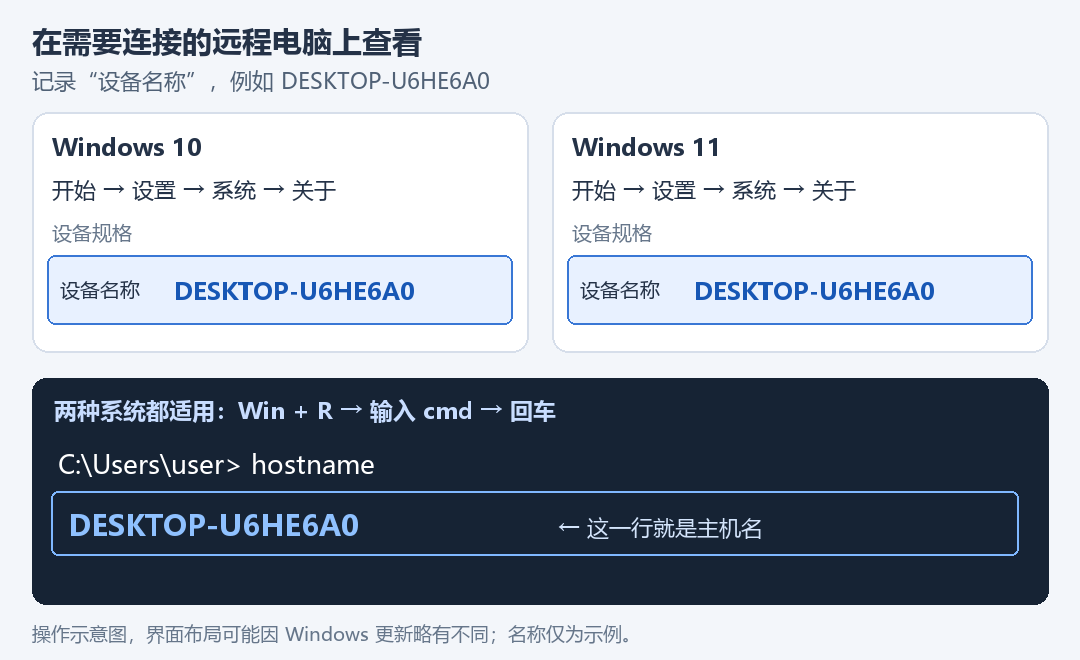 在需要连接的远程电脑上查看
记录“设备名称”，例如 DESKTOP-U6HE6A0
Windows 10
开始 → 设置 → 系统 → 关于
设备规格
设备名称 DESKTOP-U6HE6A0
Windows 11
开始 → 设置 → 系统 → 关于
设备规格
设备名称 DESKTOP-U6HE6A0
两种系统都适用：Win + R → 输入 cmd → 回车
C:\Users\user> hostname
DESKTOP-U6HE6A0 ← 这一行就是主机名
操作示意图，界面布局可能因 Windows 更新略有不同；名称仅为示例。